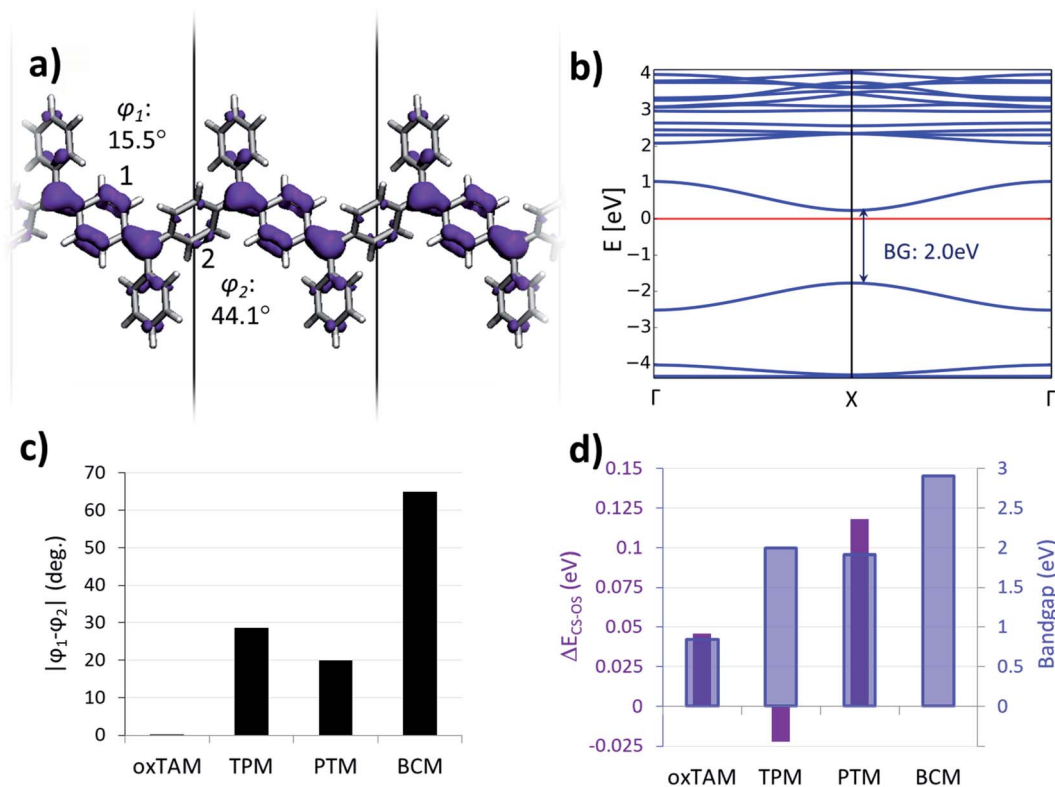 a)
φ₁:
15.5°
1
2
φ₂:
44.1°
b)
E [eV]
4
3
2
1
0
−1
−2
−3
−4
BG: 2.0eV
Γ
X
Γ
c)
|φ₁-φ₂| (deg.)
70
60
50
40
30
20
10
0
oxTAM TPM PTM BCM
d)
ΔE_CS-OS (eV)
0.15
0.125
0.1
0.075
0.05
0.025
0
-0.025
3
2.5
2
1.5
1
0.5
0
Bandgap (eV)
oxTAM TPM PTM BCM